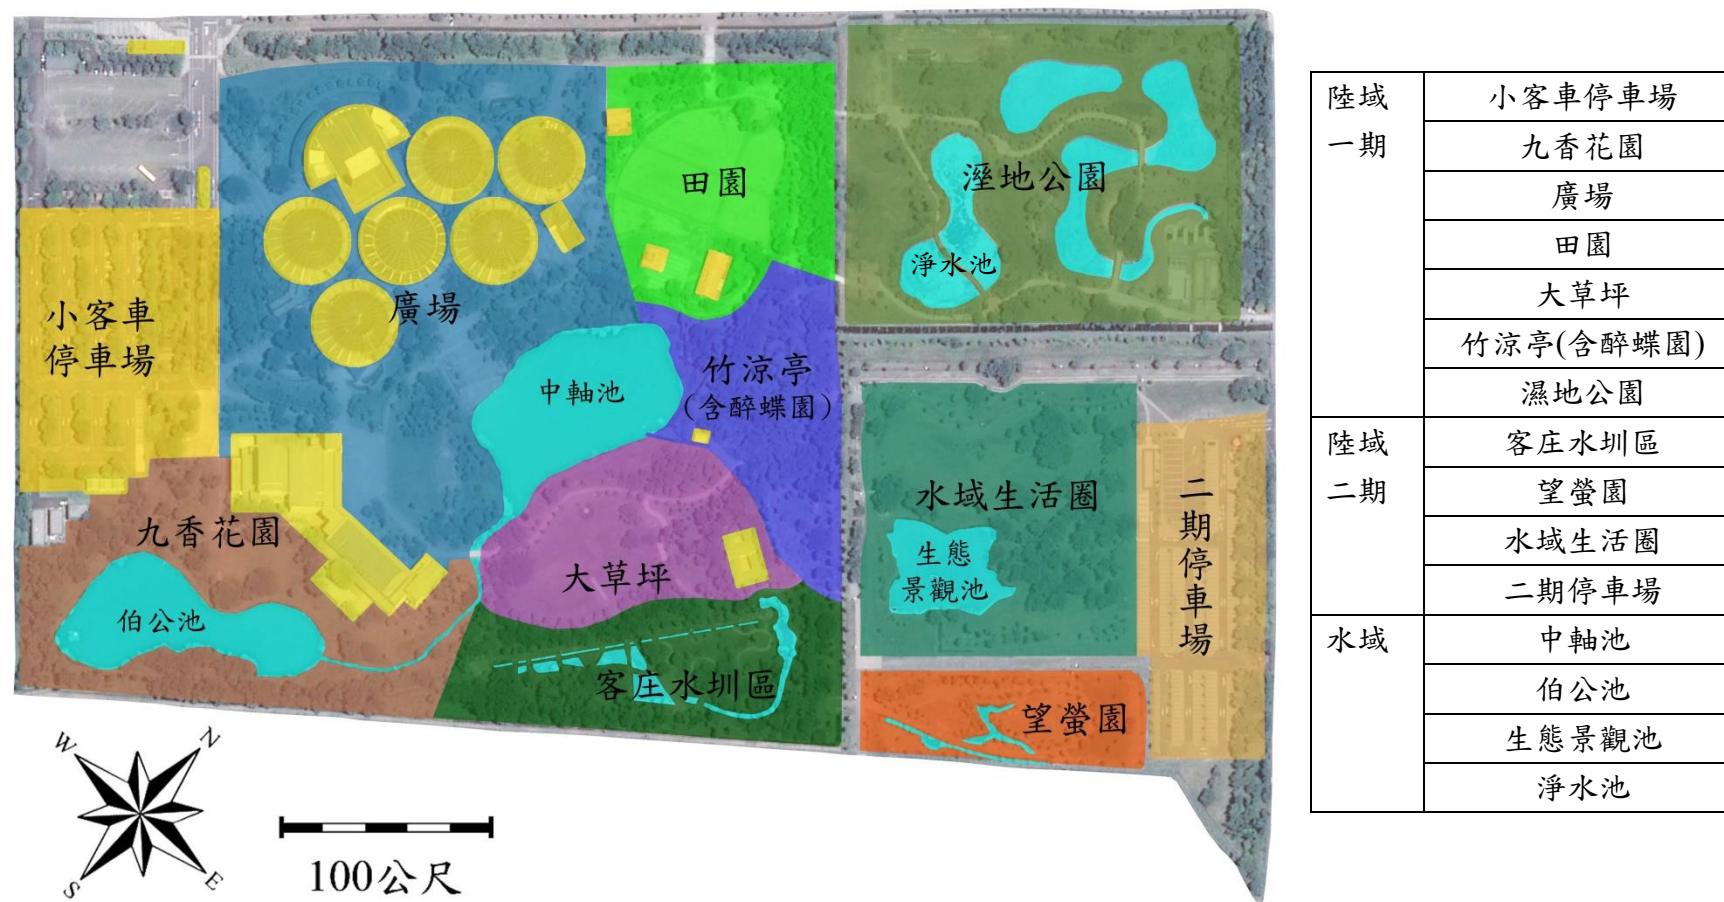 田園
溼地公園
淨水池
小客車
停車場
廣場
中軸池
竹涼亭
(含醉蝶園)
九香花園
伯公池
大草坪
客庄水圳區
水域生活圈
生態
景觀池
二期停車場
望螢園
W
N
S
E
100公尺
陸域
一期
小客車停車場
九香花園
廣場
田園
大草坪
竹涼亭(含醉蝶園)
濕地公園
陸域
二期
客庄水圳區
望螢園
水域生活圈
二期停車場
水域
中軸池
伯公池
生態景觀池
淨水池